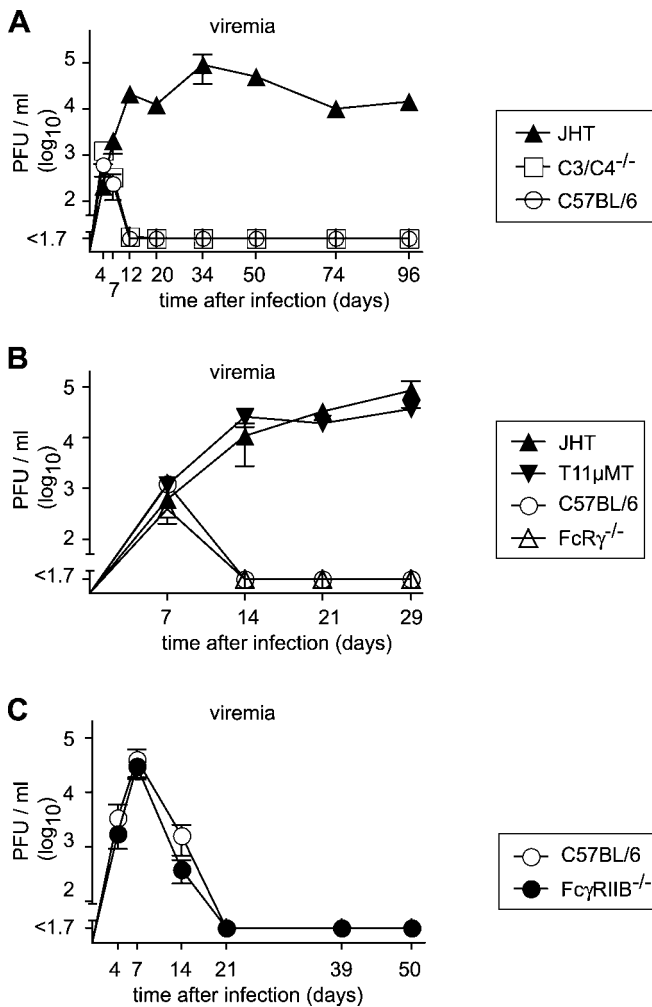 A
viremia
PFU / ml
(log10)
5
4
3
2
<1.7
4 12 20 34 50 74 96
7
time after infection (days)
JHT
C3/C4-/-
C57BL/6
B
viremia
PFU / ml
(log10)
5
4
3
2
<1.7
7 14 21 29
time after infection (days)
JHT
T11µMT
C57BL/6
FcRγ-/-
C
viremia
PFU / ml
(log10)
5
4
3
2
<1.7
4 7 14 21 39 50
time after infection (days)
C57BL/6
FcγRIIB-/-